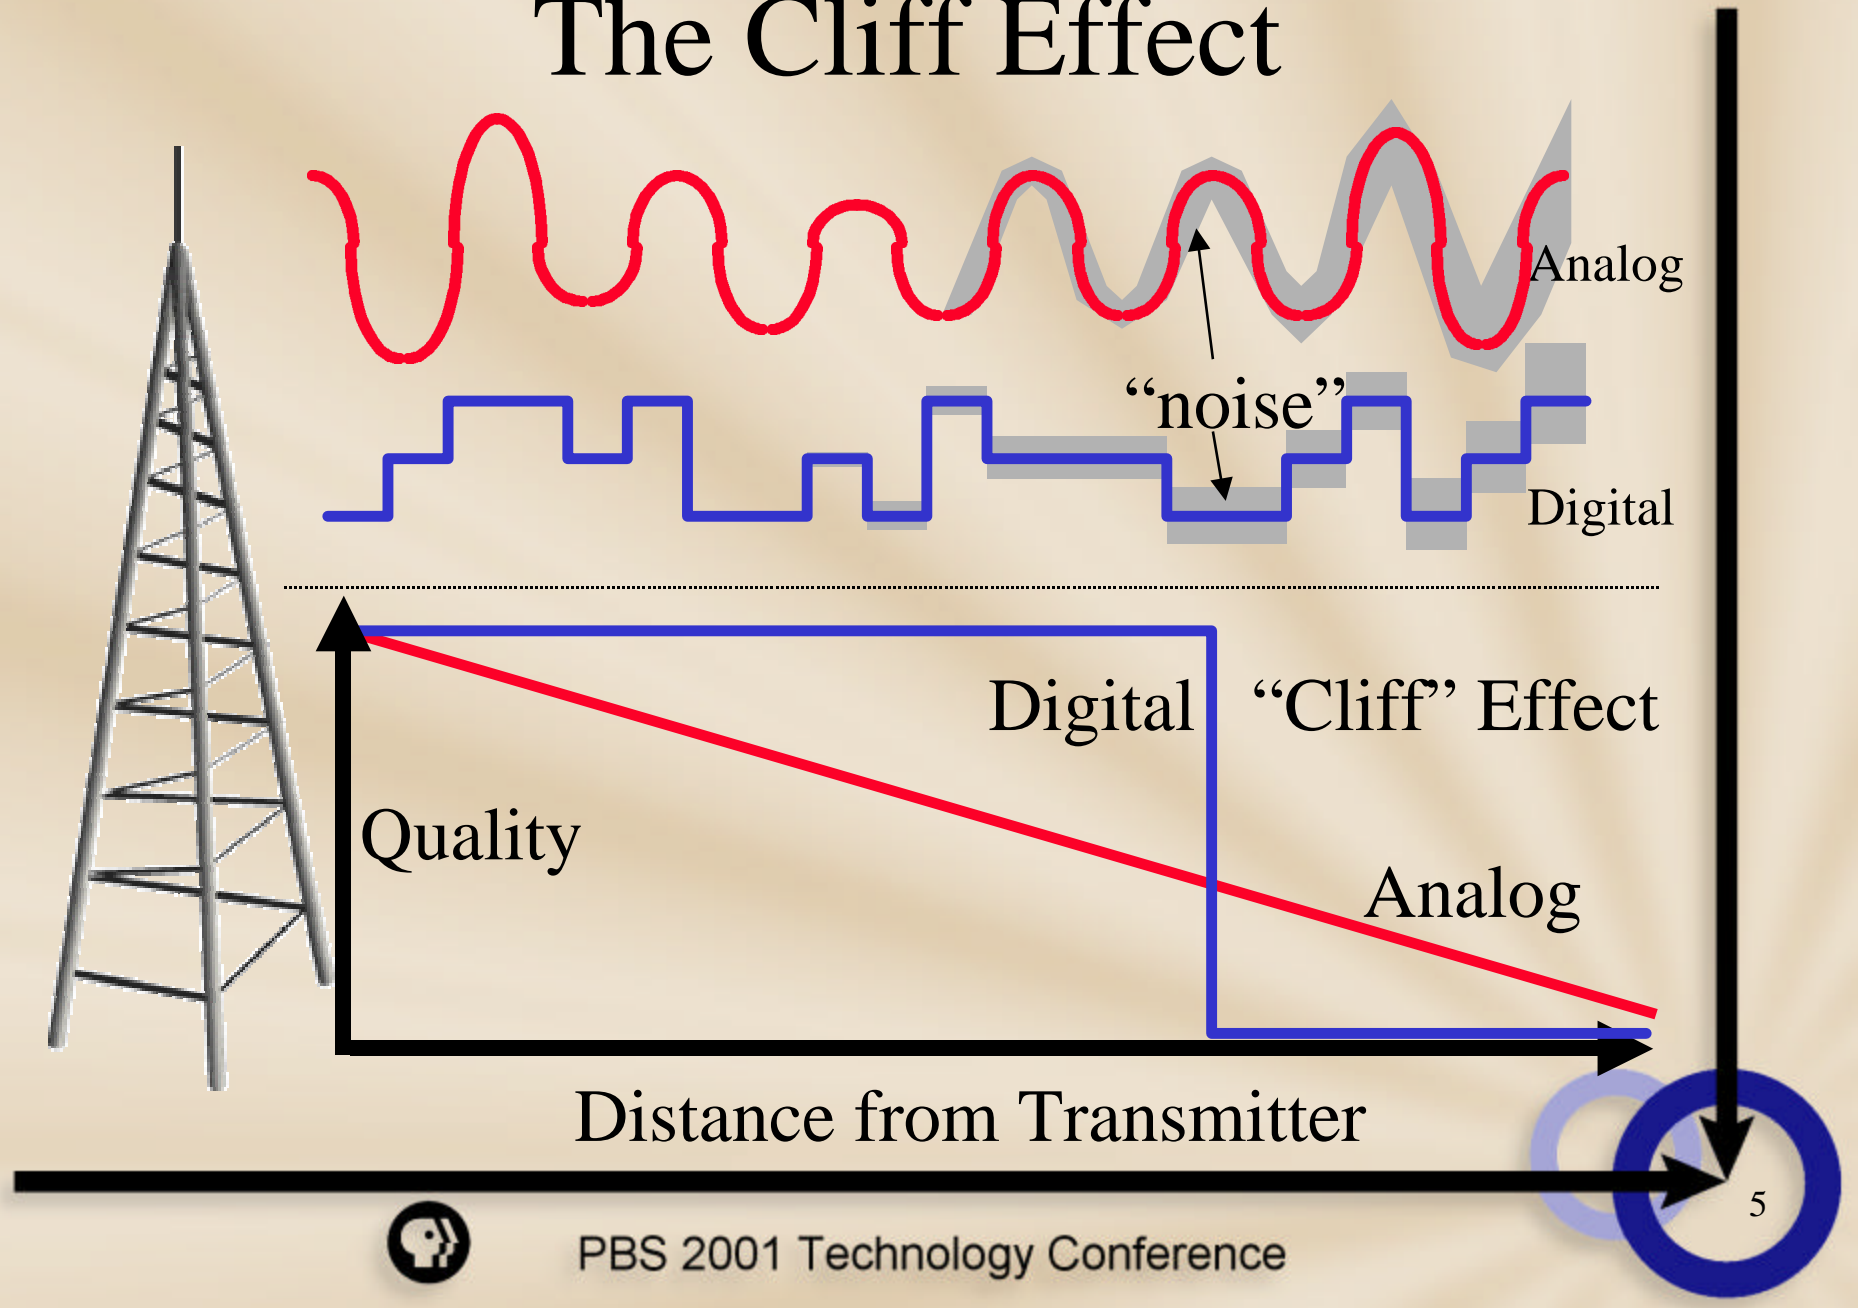 The Cliff Effect
Analog
“noise”
Digital
Digital “Cliff” Effect
Quality
Analog
Distance from Transmitter
5
PBS 2001 Technology Conference